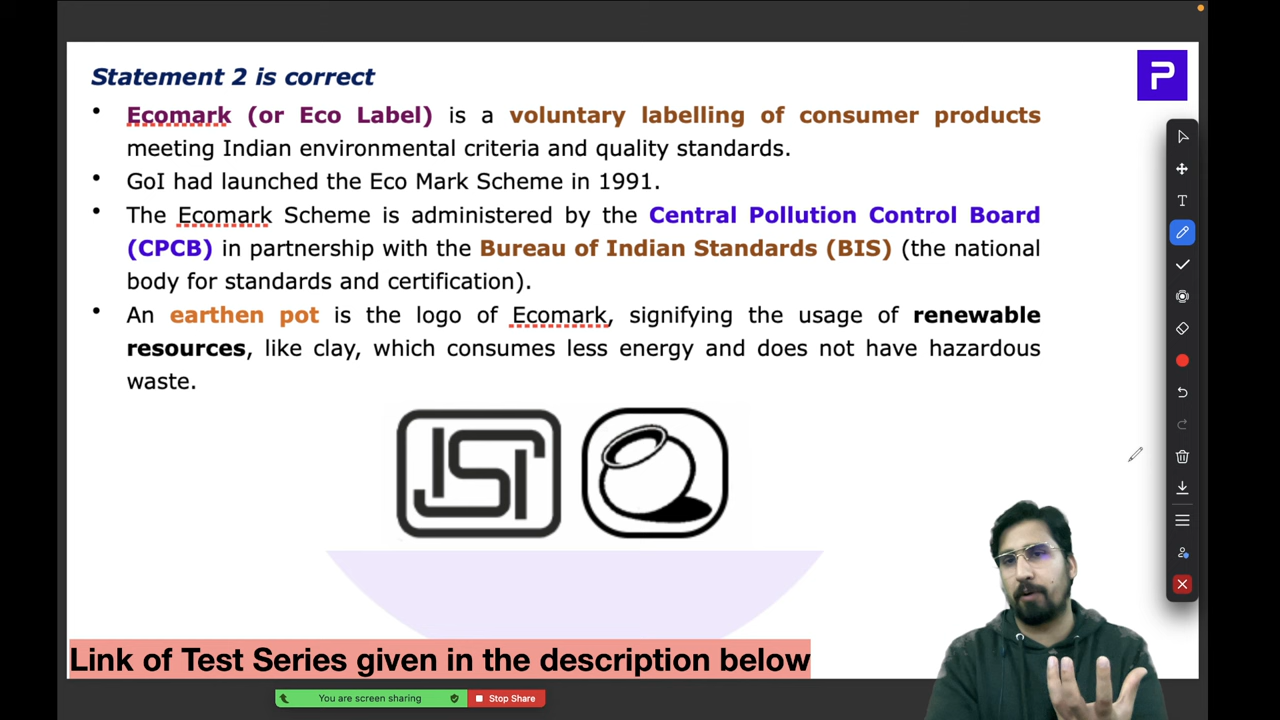 Statement 2 is correct
P
• Ecomark (or Eco Label) is a voluntary labelling of consumer products
meeting Indian environmental criteria and quality standards.
• GoI had launched the Eco Mark Scheme in 1991.
• The Ecomark Scheme is administered by the Central Pollution Control Board
(CPCB) in partnership with the Bureau of Indian Standards (BIS) (the national
body for standards and certification).
• An earthen pot is the logo of Ecomark, signifying the usage of renewable
resources, like clay, which consumes less energy and does not have hazardous
waste.
ISI
Link of Test Series given in the description below
You are screen sharing
Stop Share
T